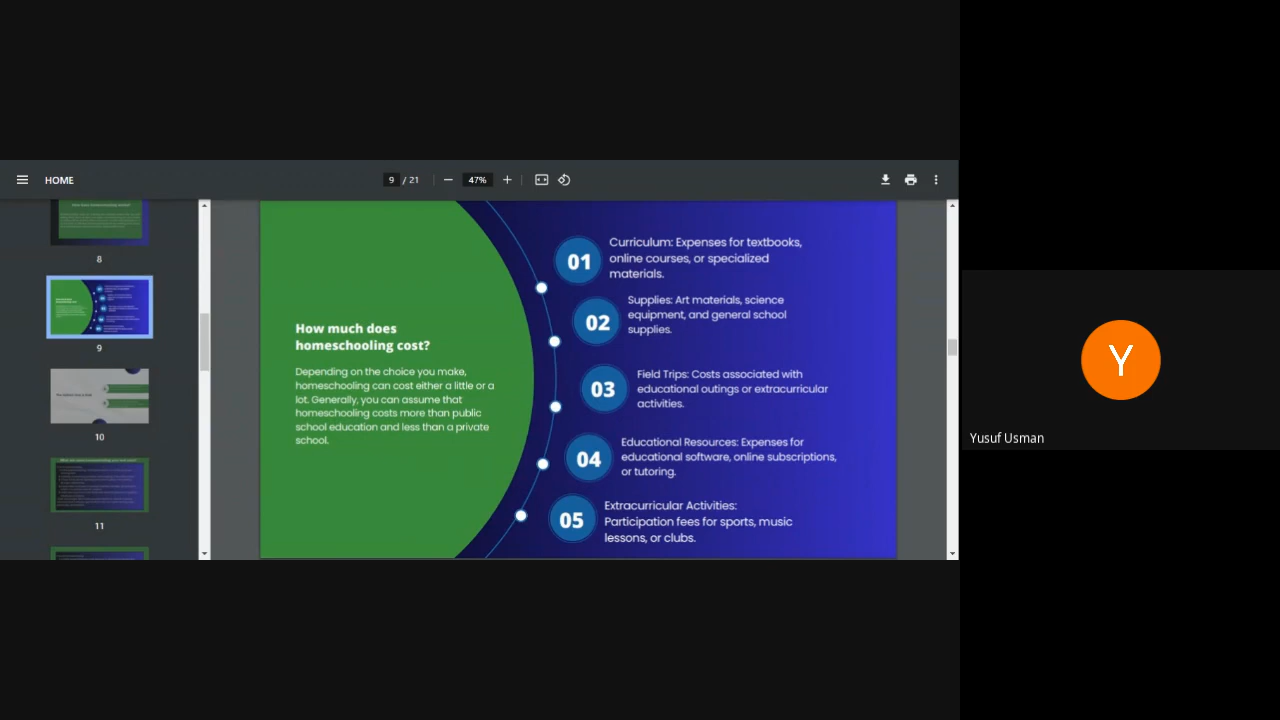 HOME
9 / 21
47%
8
9
10
11
How much does
homeschooling cost?
Depending on the choice you make,
homeschooling can cost either a little or a
lot. Generally, you can assume that
homeschooling costs more than public
school education and less than a private
school.
01
Curriculum: Expenses for textbooks,
online courses, or specialized
materials.
02
Supplies: Art materials, science
equipment, and general school
supplies.
03
Field Trips: Costs associated with
educational outings or extracurricular
activities.
04
Educational Resources: Expenses for
educational software, online subscriptions,
or tutoring.
05
Extracurricular Activities:
Participation fees for sports, music
lessons, or clubs.
Y
Yusuf Usman